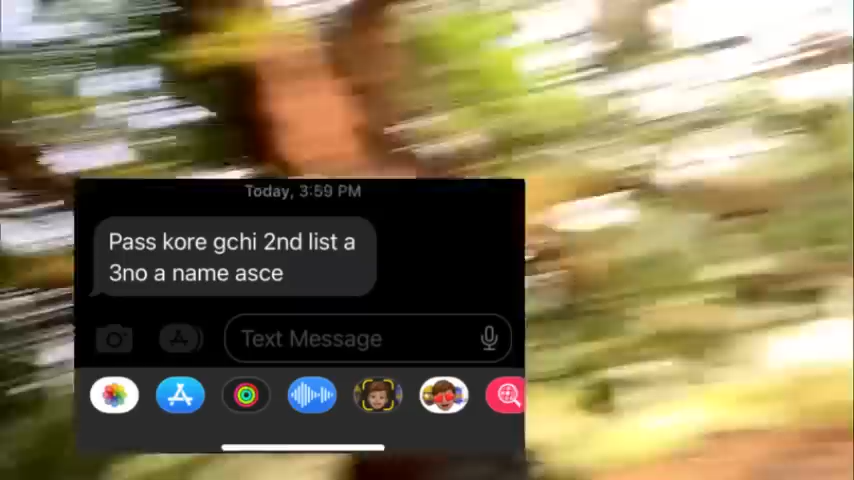 Today, 3:59 PM
Pass kore gchi 2nd list a
3no a name asce
Text Message